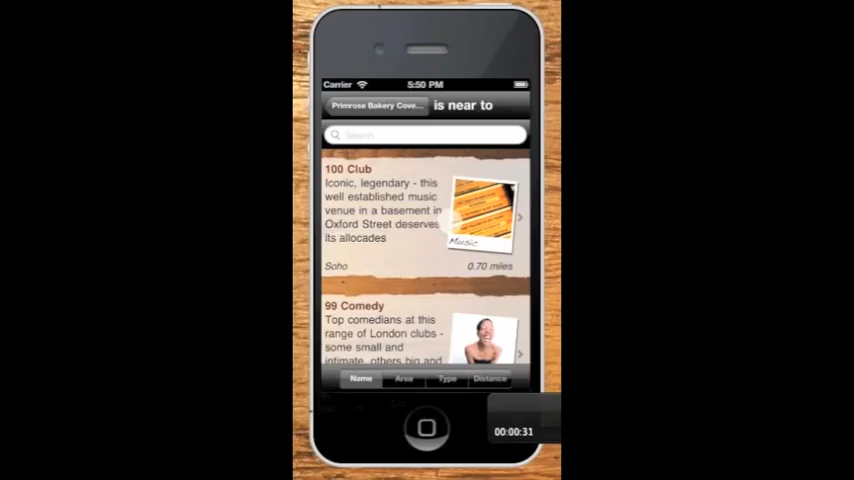 Carrier 5:50 PM
Primrose Bakery Cove... is near to
Search
100 Club
Iconic, legendary - this
well established music
venue in a basement in
Oxford Street deserves
its allocades
Music
Soho 0.70 miles
99 Comedy
Top comedians at this
range of London clubs -
some small and
intimate, others big and
Name Area Type Distance
00:00:31